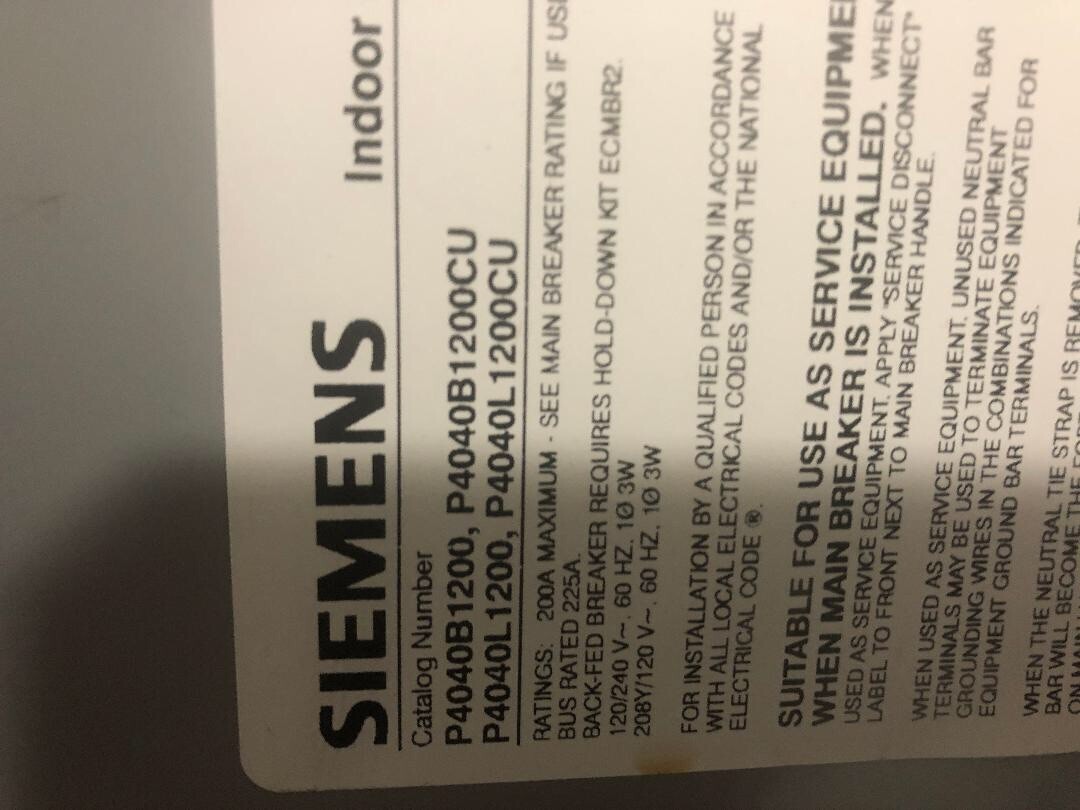 SIEMENS Indoor
Catalog Number
P4040B1200, P4040B1200CU
P4040L1200, P4040L1200CU
RATINGS: 200A MAXIMUM - SEE MAIN BREAKER RATING IF
BUS RATED 225A.
BACK-FED BREAKER REQUIRES HOLD-DOWN KIT ECMBR2.
120/240 V~, 60 HZ, 1Ø 3W
208Y/120 V~, 60 HZ, 1Ø 3W
FOR INSTALLATION BY A QUALIFIED PERSON IN ACCORDANCE
WITH ALL LOCAL ELECTRICAL CODES AND/OR THE NATIONAL
ELECTRICAL CODE ®.
SUITABLE FOR USE AS SERVICE
WHEN MAIN BREAKER IS INSTALLED. WHEN
USED AS SERVICE EQUIPMENT, APPLY "SERVICE DISCONNECT"
LABEL TO FRONT NEXT TO MAIN BREAKER HANDLE.
WHEN USED AS SERVICE EQUIPMENT, UNUSED NEUTRAL BAR
TERMINALS MAY BE USED TO TERMINATE EQUIPMENT
GROUNDING WIRES IN THE COMBINATIONS INDICATED FOR
EQUIPMENT GROUND BAR TERMINALS.
WHEN THE NEUTRAL TIE STRAP IS REMOVED
BAR WILL BECOME THE
ON MAIN